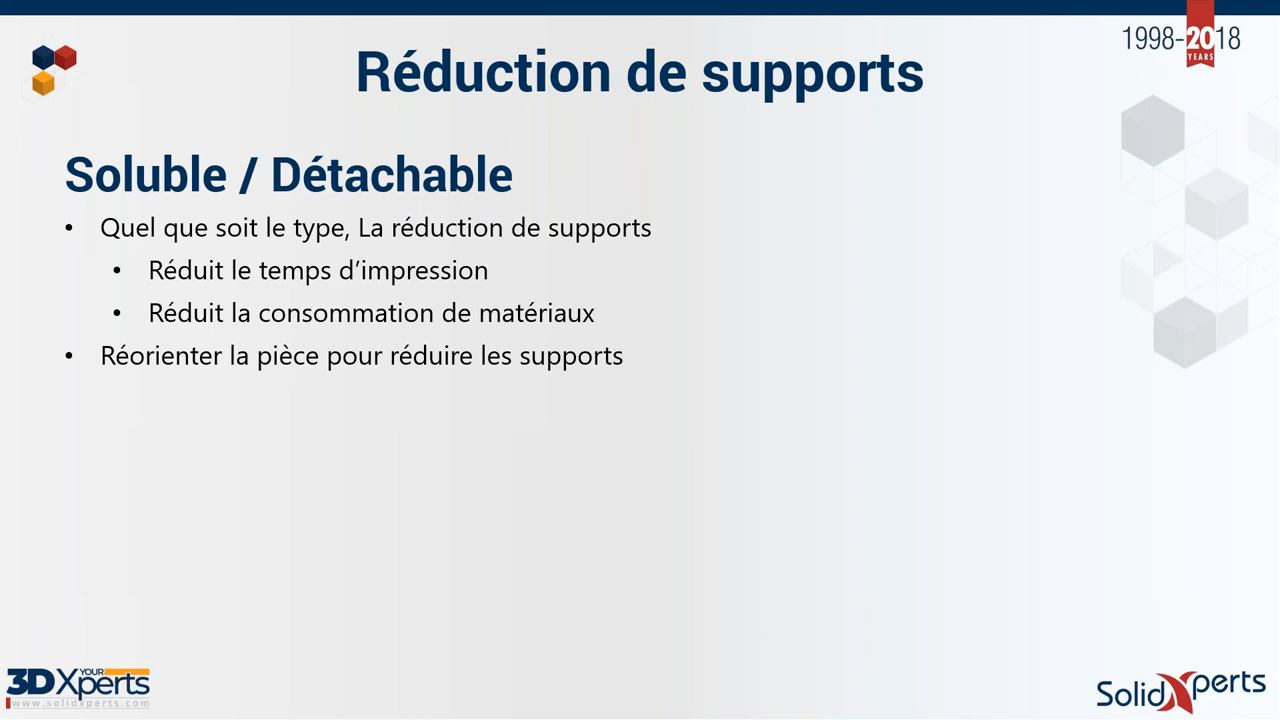 1998-2018
YEARS
Réduction de supports
Soluble / Détachable
• Quel que soit le type, La réduction de supports
• Réduit le temps d’impression
• Réduit la consommation de matériaux
• Réorienter la pièce pour réduire les supports
YOUR
3DXperts
www.solidxperts.com
SolidXperts